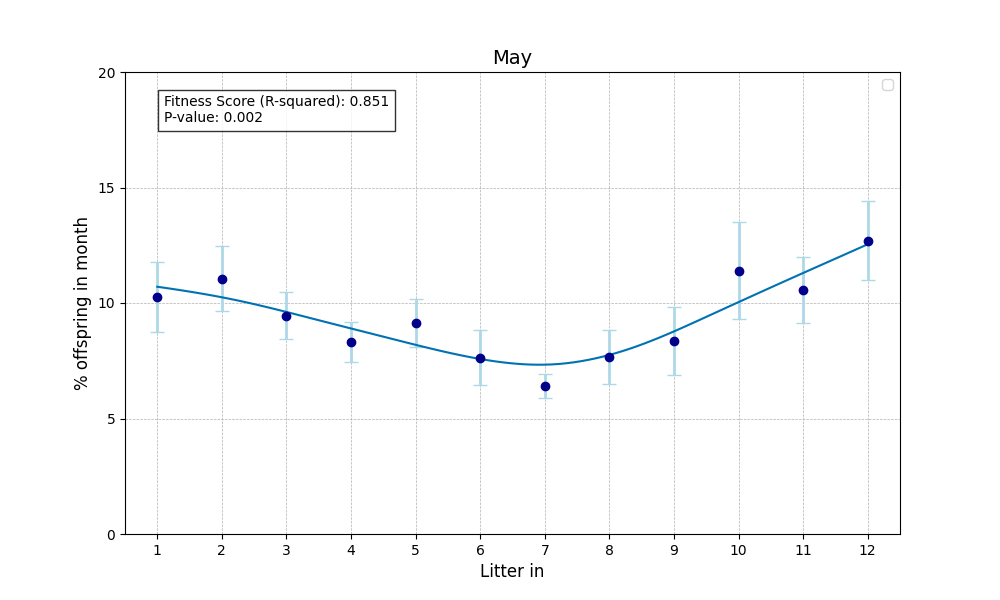 May
Fitness Score (R-squared): 0.851
P-value: 0.002
% offspring in month
20
15
10
5
0
1 2 3 4 5 6 7 8 9 10 11 12
Litter in